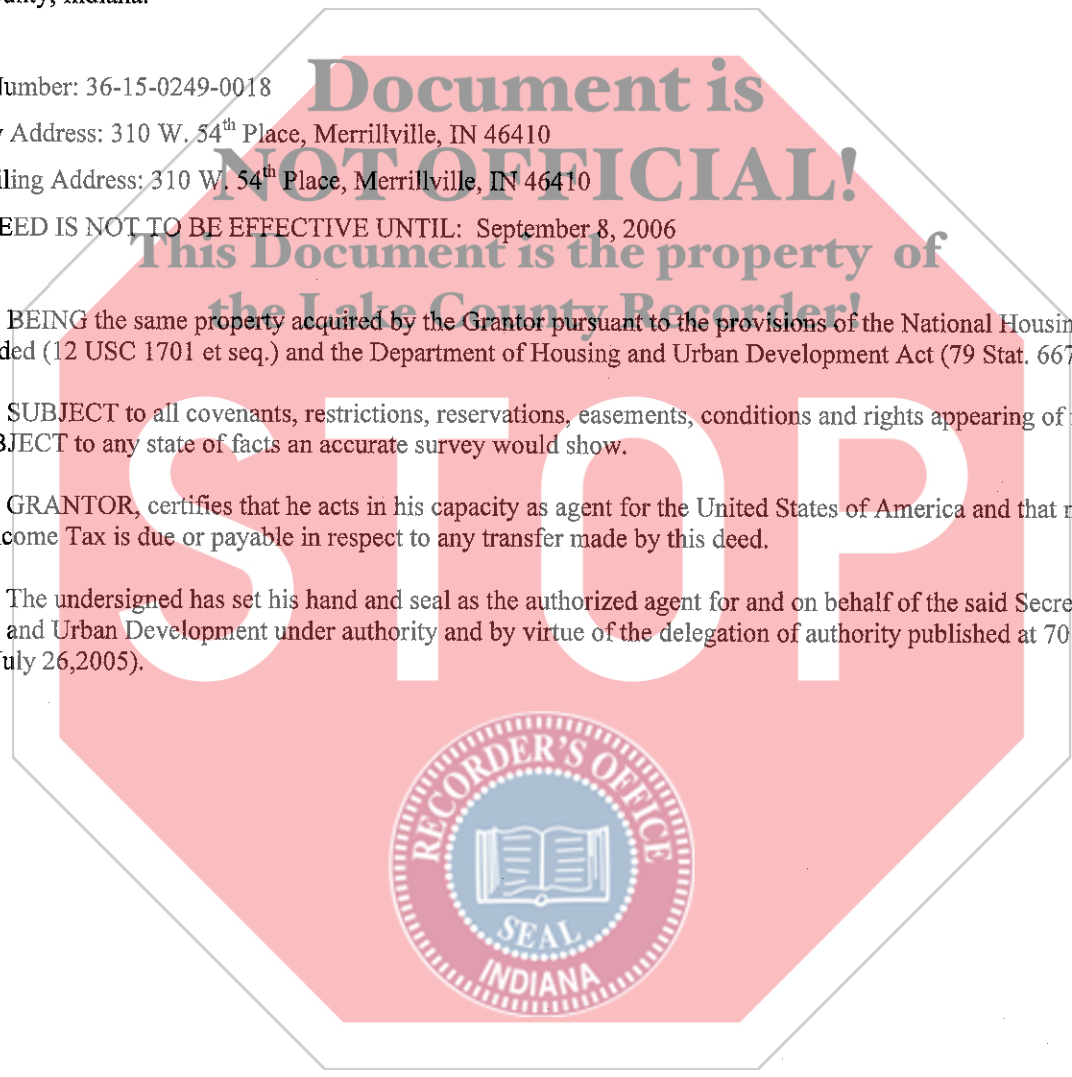 unty, Indiana.
Number: 36-15-0249-0018
Document is
Address: 310 W. 54th Place, Merrillville, IN 46410
NOT OFFICIAL!
iling Address: 310 W. 54th Place, Merrillville, IN 46410
EED IS NOT TO BE EFFECTIVE UNTIL: September 8, 2006
This Document is the property of
the Lake County Recorder!
BEING the same property acquired by the Grantor pursuant to the provisions of the National Housin
ded (12 USC 1701 et seq.) and the Department of Housing and Urban Development Act (79 Stat. 667
SUBJECT to all covenants, restrictions, reservations, easements, conditions and rights appearing of
BJECT to any state of facts an accurate survey would show.
STOP
GRANTOR, certifies that he acts in his capacity as agent for the United States of America and that
come Tax is due or payable in respect to any transfer made by this deed.
The undersigned has set his hand and seal as the authorized agent for and on behalf of the said Secre
and Urban Development under authority and by virtue of the delegation of authority published at 70
uly 26,2005).
RECORDER'S OFFICE
SEAL
INDIANA